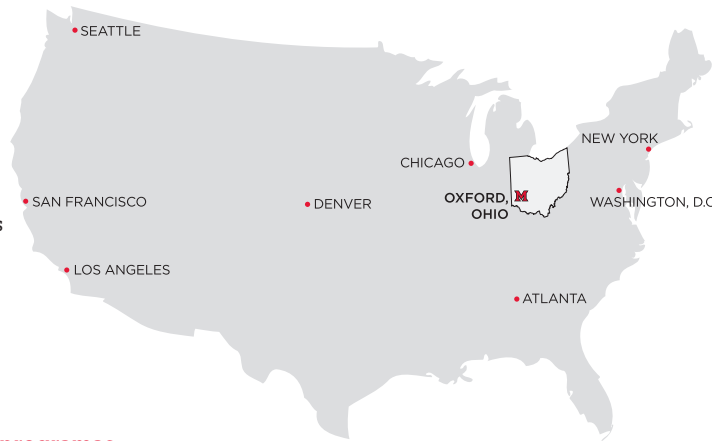 SEATTLE
NEW YORK
CHICAGO
OXFORD,
OHIO
M
SAN FRANCISCO
DENVER
WASHINGTON, D.C
S
LOS ANGELES
ATLANTA